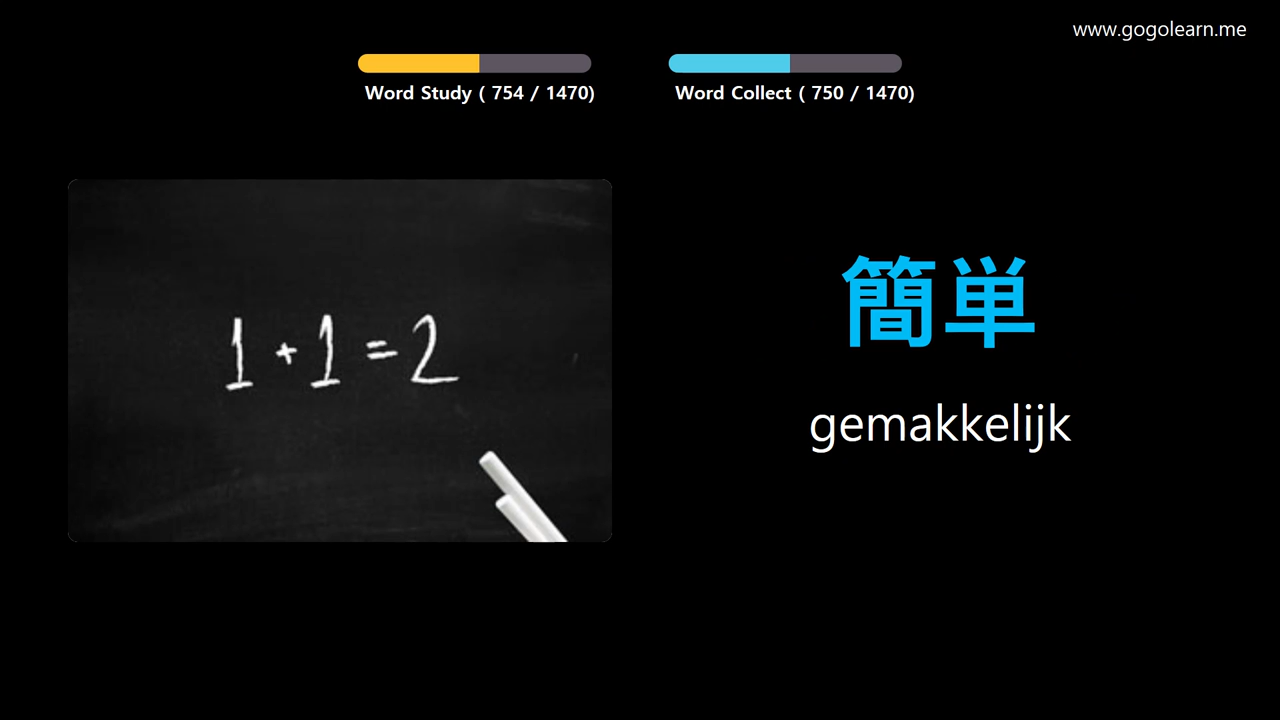 www.gogolearn.me
Word Study ( 754 / 1470)
Word Collect ( 750 / 1470)
1 + 1 = 2
簡単
gemakkelijk